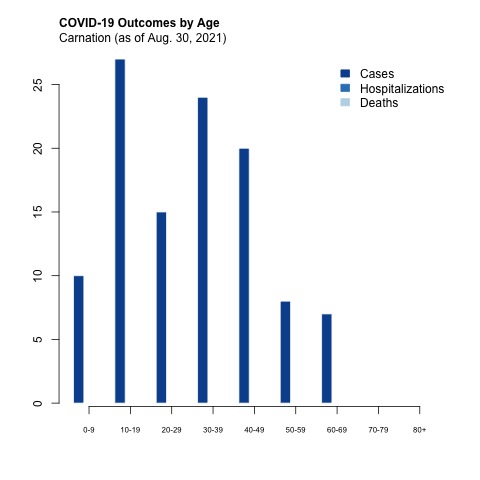 COVID-19 Outcomes by Age
Carnation (as of Aug. 30, 2021)
Cases
Hospitalizations
Deaths
25
20
15
10
5
0
0-9 10-19 20-29 30-39 40-49 50-59 60-69 70-79 80+